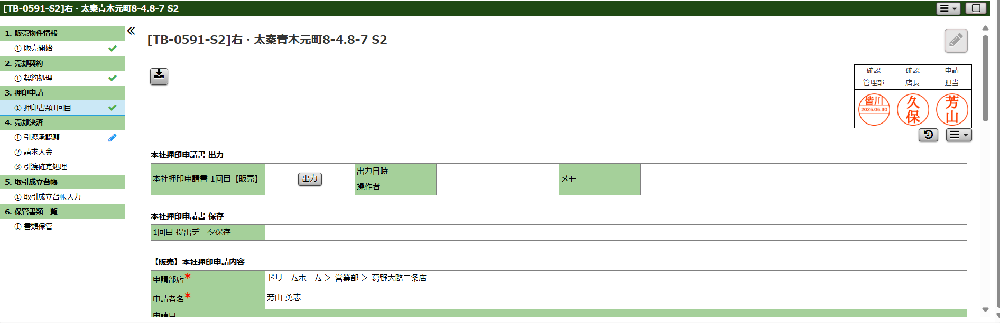 [TB-0591-S2]右・太秦青木元町8-4.8-7 S2
1. 販売物件情報
① 販売開始
2. 売却契約
① 契約処理
3. 押印申請
① 押印書類1回目
4. 売却決済
① 引渡承認願
② 請求入金
③ 引渡確定処理
5. 取引成立台帳
① 取引成立台帳入力
6. 保管書類一覧
① 書類保管
[TB-0591-S2]右・太秦青木元町8-4.8-7 S2
確認 確認 申請
管理部 店長 担当
皆川 2025.05.30 久保 芳山
本社押印申請書 出力
本社押印申請書 1回目【販売】 出力 出力日時 メモ
操作者
本社押印申請書 保存
1回目 提出データ保存
【販売】本社押印申請内容
申請部店* ドリームホーム ＞ 営業部 ＞ 葛野大路三条店
申請者名* 芳山 勇志
申請日